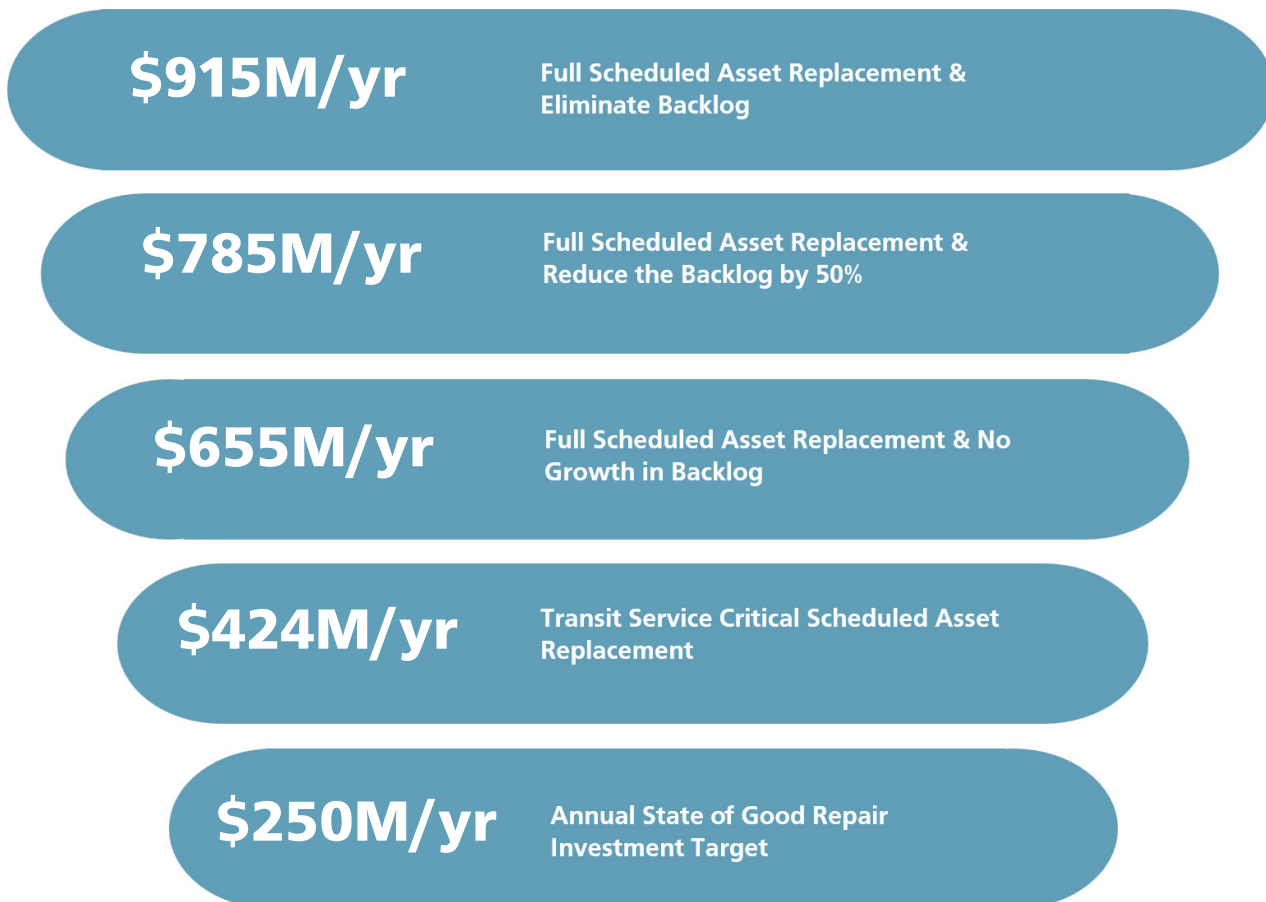 $915M/yr
Full Scheduled Asset Replacement &
Eliminate Backlog
$785M/yr
Full Scheduled Asset Replacement &
Reduce the Backlog by 50%
$655M/yr
Full Scheduled Asset Replacement & No
Growth in Backlog
$424M/yr
Transit Service Critical Scheduled Asset
Replacement
$250M/yr
Annual State of Good Repair
Investment Target